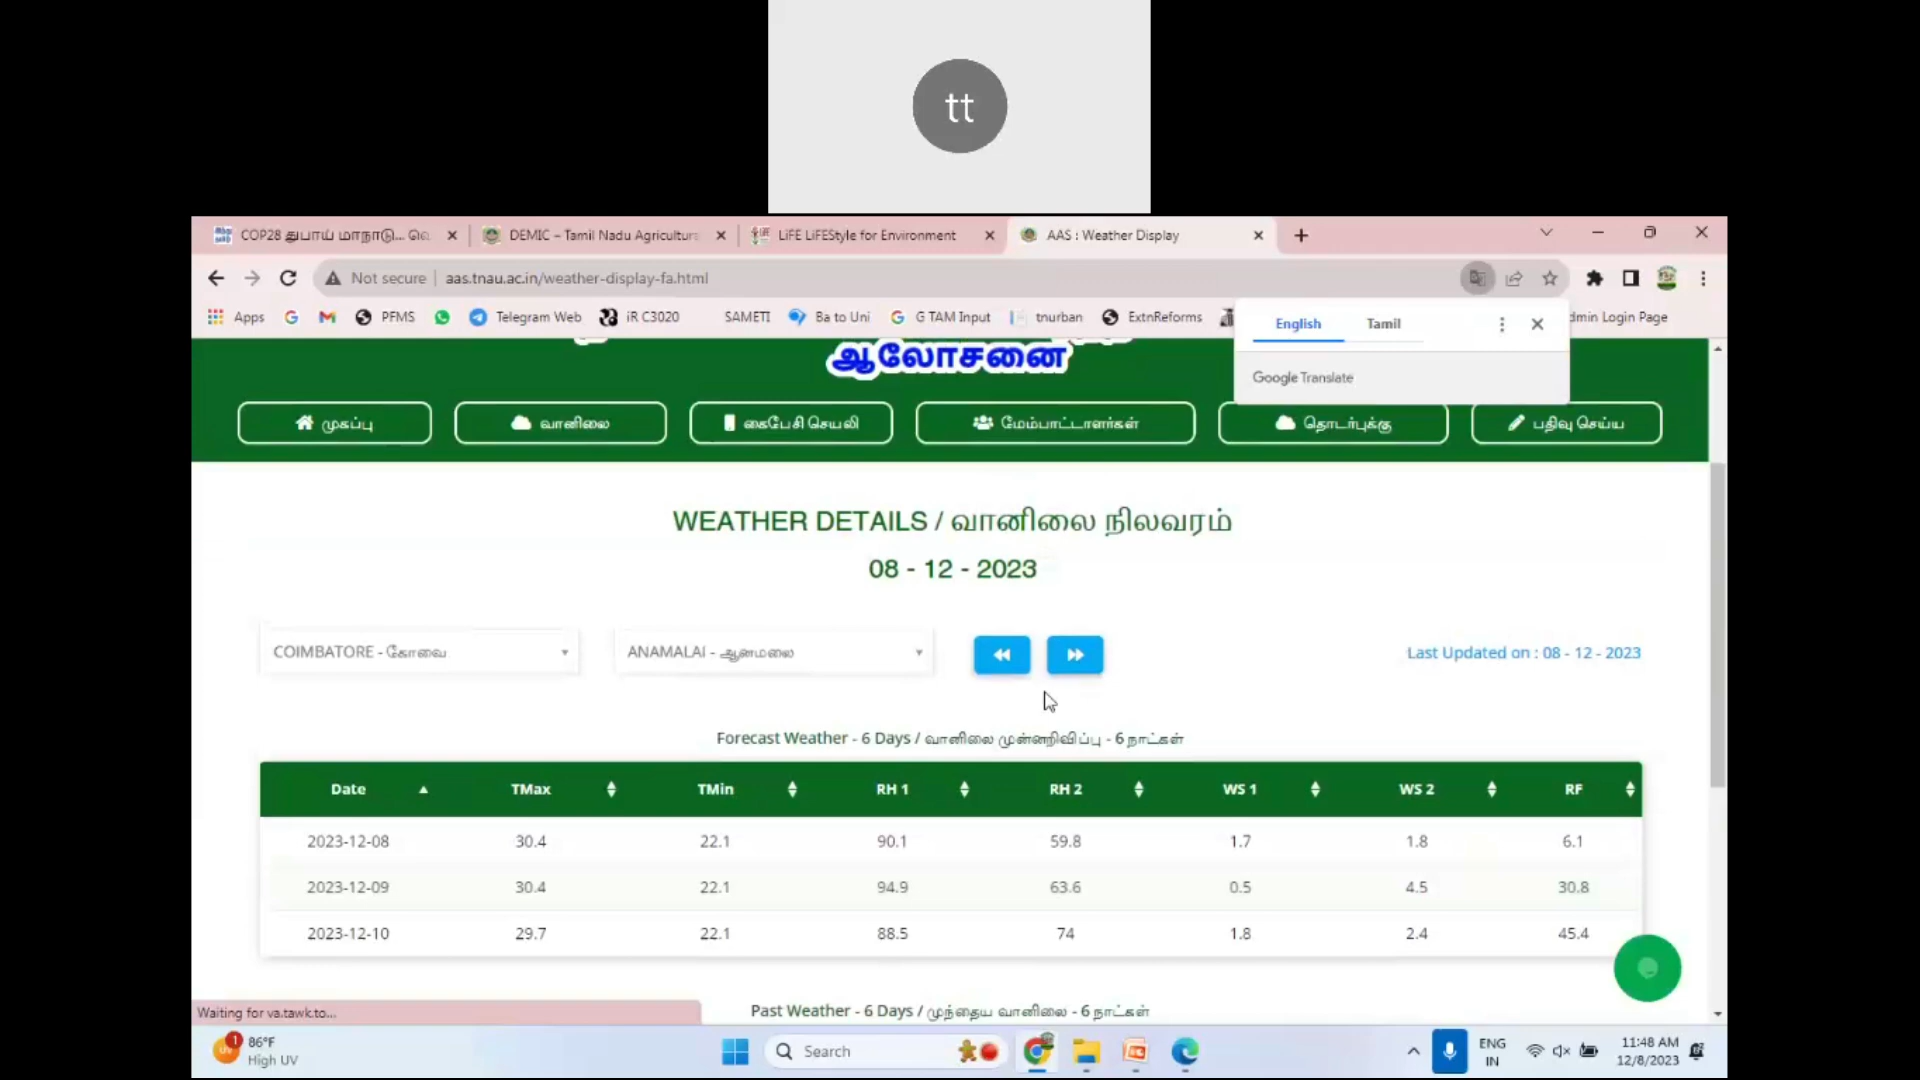 tt
COP28 துபாய் மாநாடு... வெ
DEMIC – Tamil Nadu Agricultura
LiFE LiFEStyle for Environment
AAS : Weather Display
Not secure
aas.tnau.ac.in/weather-display-fa.html
Apps
PFMS
Telegram Web
iR C3020
SAMETI
Ba to Uni
G TAM Input
tnurban
ExtnReforms
dmin Login Page
English
Tamil
Google Translate
ஆலோசனை
முகப்பு
வானிலை
கைபேசி செயலி
மேம்பாட்டாளர்கள்
தொடர்புக்கு
பதிவு செய்ய
WEATHER DETAILS / வானிலை நிலவரம்
08 - 12 - 2023
COIMBATORE - கோவை
ANAMALAI - ஆனமலை
Last Updated on : 08 - 12 - 2023
Forecast Weather - 6 Days / வானிலை முன்னறிவிப்பு - 6 நாட்கள்
Date TMax TMin RH 1 RH 2 WS 1 WS 2 RF
2023-12-08 30.4 22.1 90.1 59.8 1.7 1.8 6.1
2023-12-09 30.4 22.1 94.9 63.6 0.5 4.5 30.8
2023-12-10 29.7 22.1 88.5 74 1.8 2.4 45.4
Past Weather - 6 Days / முந்தைய வானிலை - 6 நாட்கள்
Waiting for va.tawk.to...
1
86°F
High UV
Search
ENG
IN
11:48 AM
12/8/2023